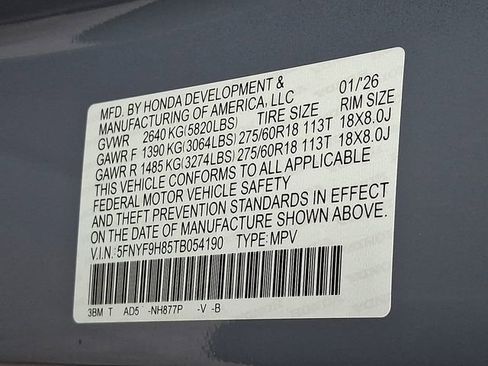 MFD. BY HONDA DEVELOPMENT & 01/'26
MANUFACTURING OF AMERICA, LLC
GVWR 2640 KG(5820LBS) TIRE SIZE RIM SIZE
GAWR F 1390 KG(3064LBS) 275/60R18 113T 18X8.0J
GAWR R 1485 KG(3274LBS) 275/60R18 113T 18X8.0J
THIS VEHICLE CONFORMS TO ALL APPLICABLE
FEDERAL MOTOR VEHICLE SAFETY
AND THEFT PREVENTION STANDARDS IN EFFECT
ON THE DATE OF MANUFACTURE SHOWN ABOVE.
V.I.N.: 5FNYF9H85TB054190 TYPE: MPV
3BM T AD5 -NH877P -V -B